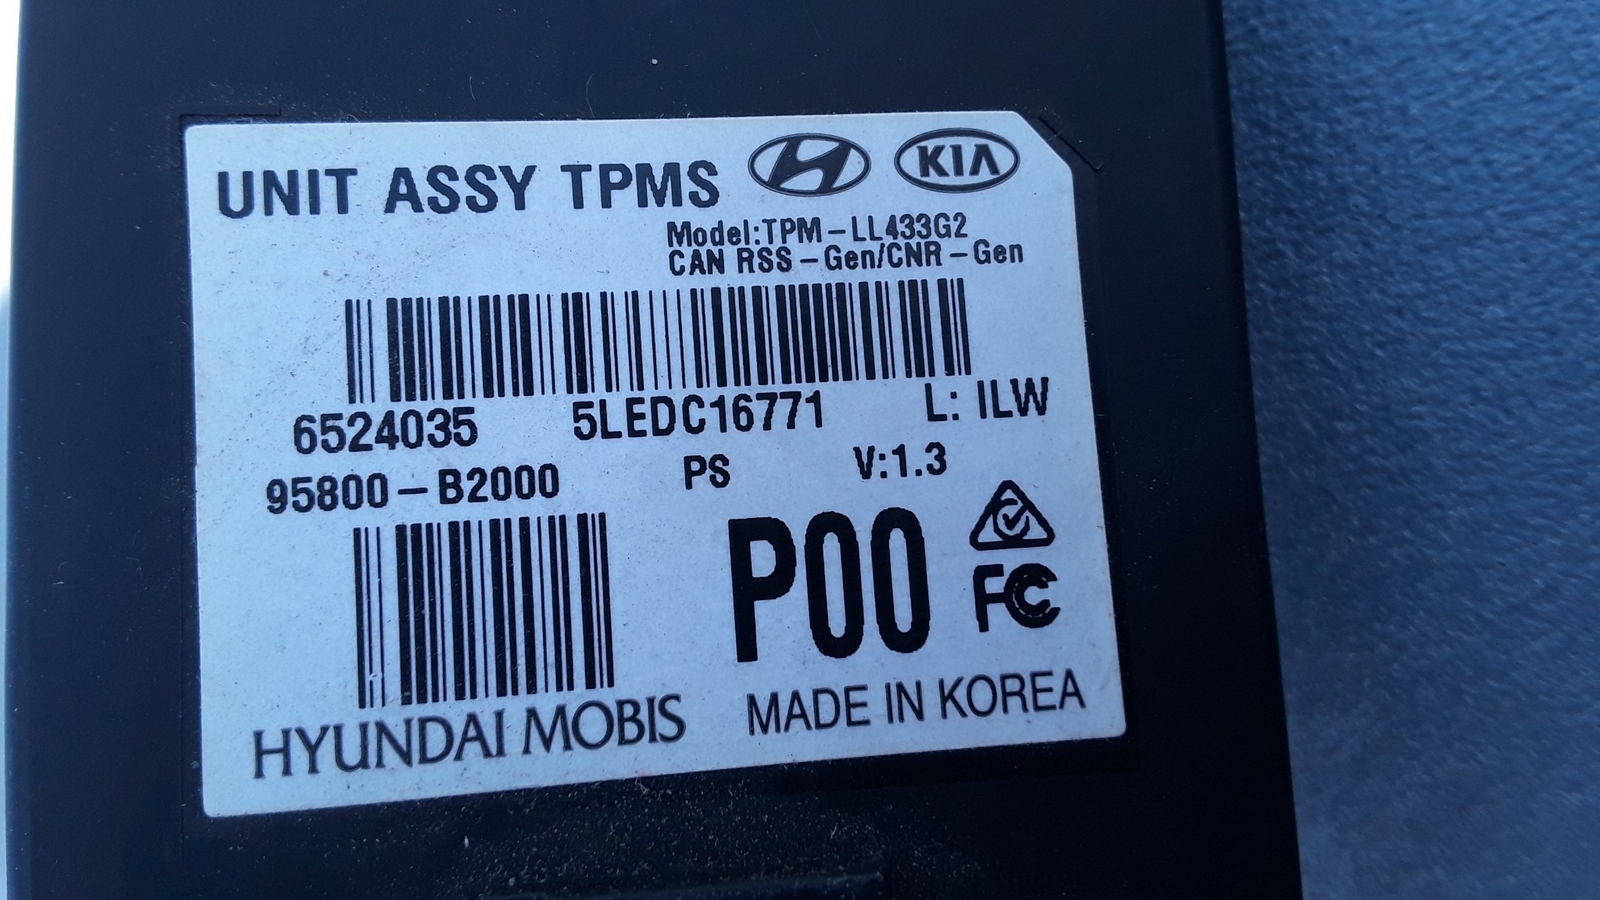 UNIT ASSY TPMS
KIA
Model:TPM-LL433G2
CAN RSS-Gen/CNR-Gen
6524035 5LEDC16771 L: ILW
95800-B2000 PS V:1.3
P00
FC
HYUNDAI MOBIS MADE IN KOREA